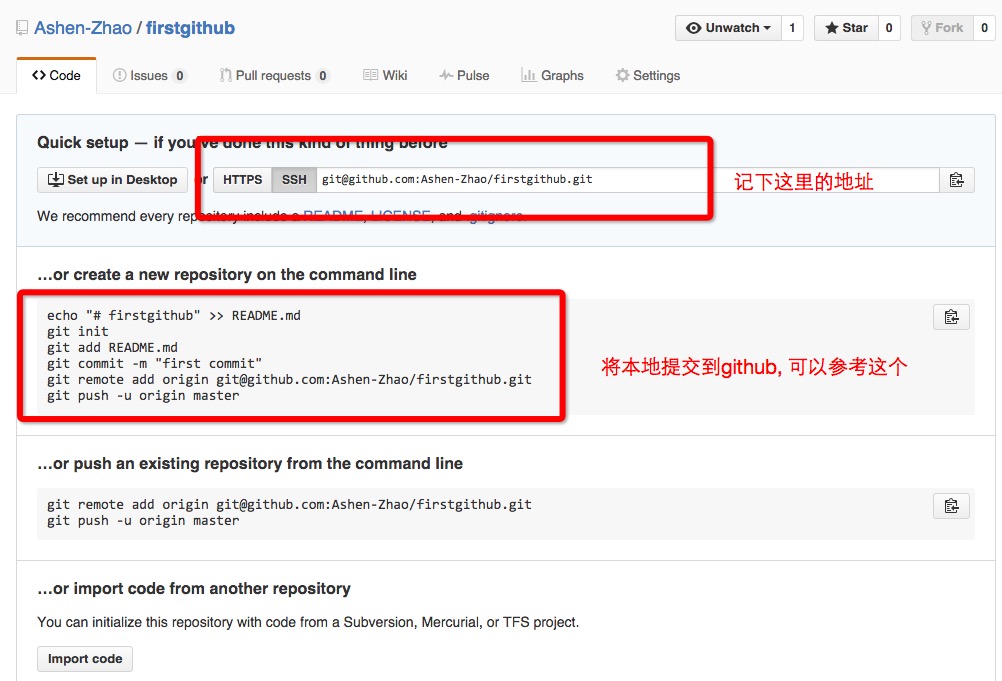 Ashen-Zhao / firstgithub
Unwatch 1 Star 0 Fork 0
Code Issues 0 Pull requests 0 Wiki Pulse Graphs Settings
Quick setup — if you've done this kind of thing before
Set up in Desktop or HTTPS SSH git@github.com:Ashen-Zhao/firstgithub.git 记下这里的地址
We recommend every repository include a README, LICENSE, and .gitignore.
…or create a new repository on the command line
echo "# firstgithub" >> README.md
git init
git add README.md
git commit -m "first commit"
将本地提交到github, 可以参考这个
git remote add origin git@github.com:Ashen-Zhao/firstgithub.git
git push -u origin master
…or push an existing repository from the command line
git remote add origin git@github.com:Ashen-Zhao/firstgithub.git
git push -u origin master
…or import code from another repository
You can initialize this repository with code from a Subversion, Mercurial, or TFS project.
Import code